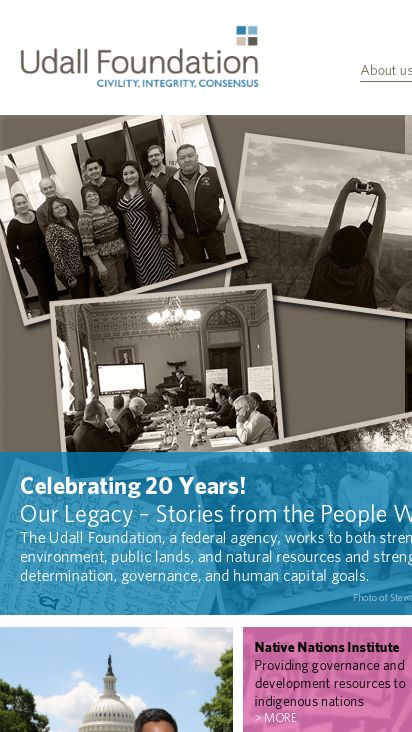 Udall Foundation
CIVILITY, INTEGRITY, CONSENSUS
About us
Celebrating 20 Years!
Our Legacy – Stories from the People W
The Udall Foundation, a federal agency, works to both stren
environment, public lands, and natural resources and streng
determination, governance, and human capital goals.
Photo of Stewa
Native Nations Institute
Providing governance and
development resources to
indigenous nations
> MORE